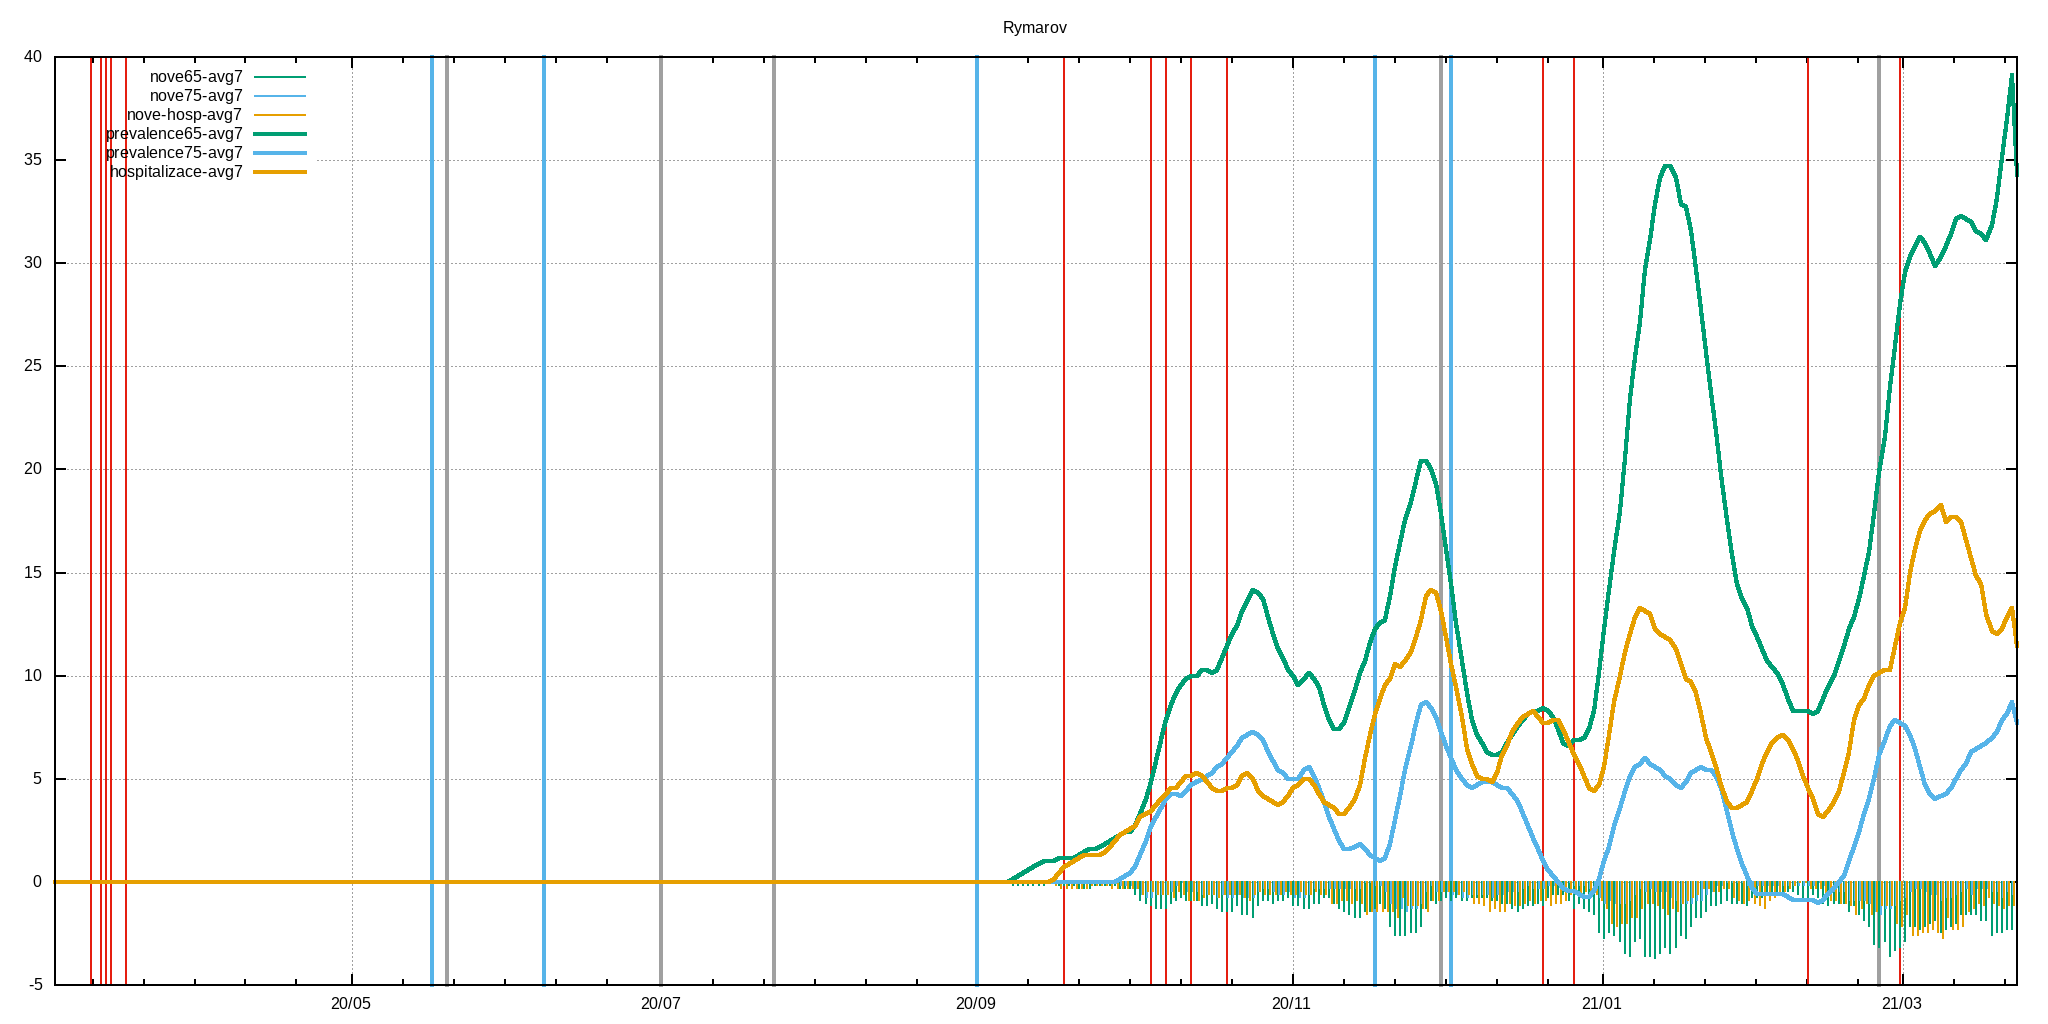 Rymarov
40
nove65-avg7
nove75-avg7
nove-hosp-avg7
prevalence65-avg7
prevalence75-avg7
hospitalizace-avg7
35
30
25
20
15
10
5
0
-5
20/05 20/07 20/09 20/11 21/01 21/03